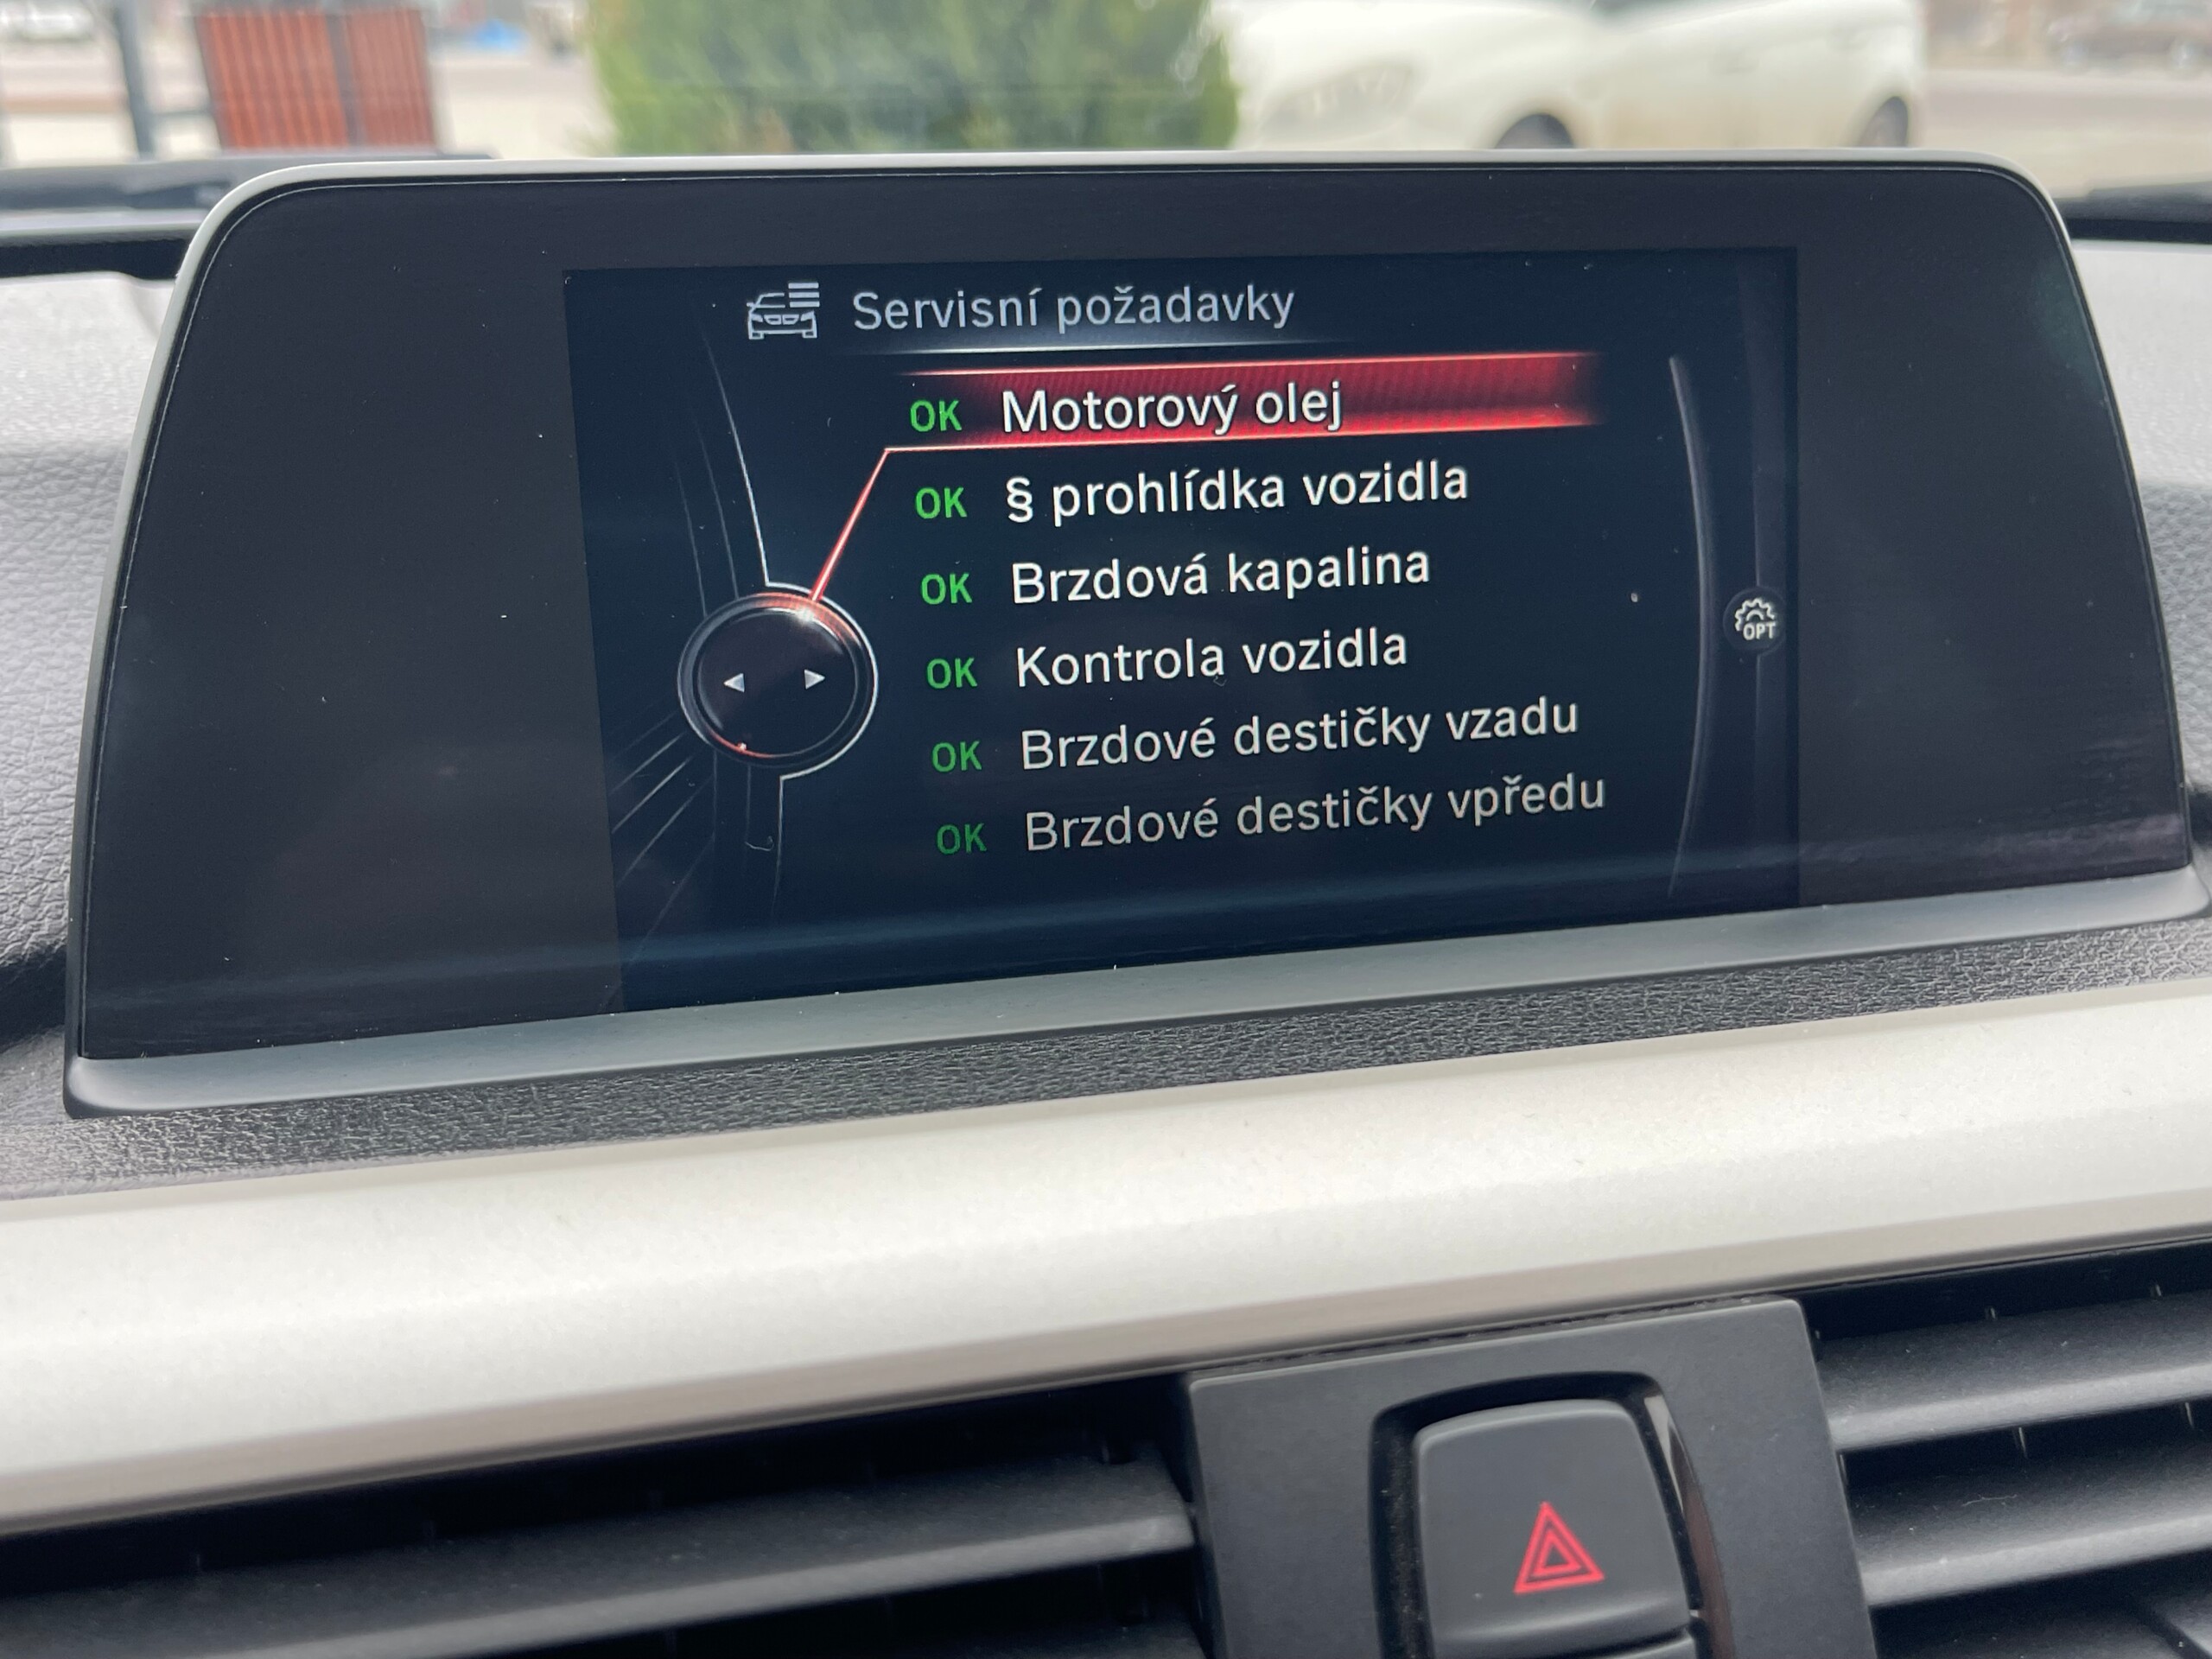 Servisní požadavky
OK Motorový olej
OK § prohlídka vozidla
OK Brzdová kapalina
OK Kontrola vozidla
OK Brzdové destičky vzadu
OK Brzdové destičky vpředu
OPT